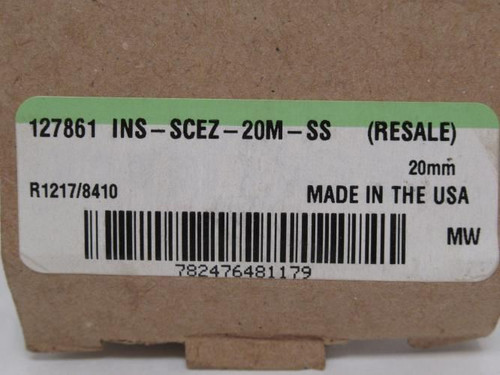 127861 INS-SCEZ-20M-SS (RESALE)
20mm
R1217/8410 MADE IN THE USA
MW
782476481179